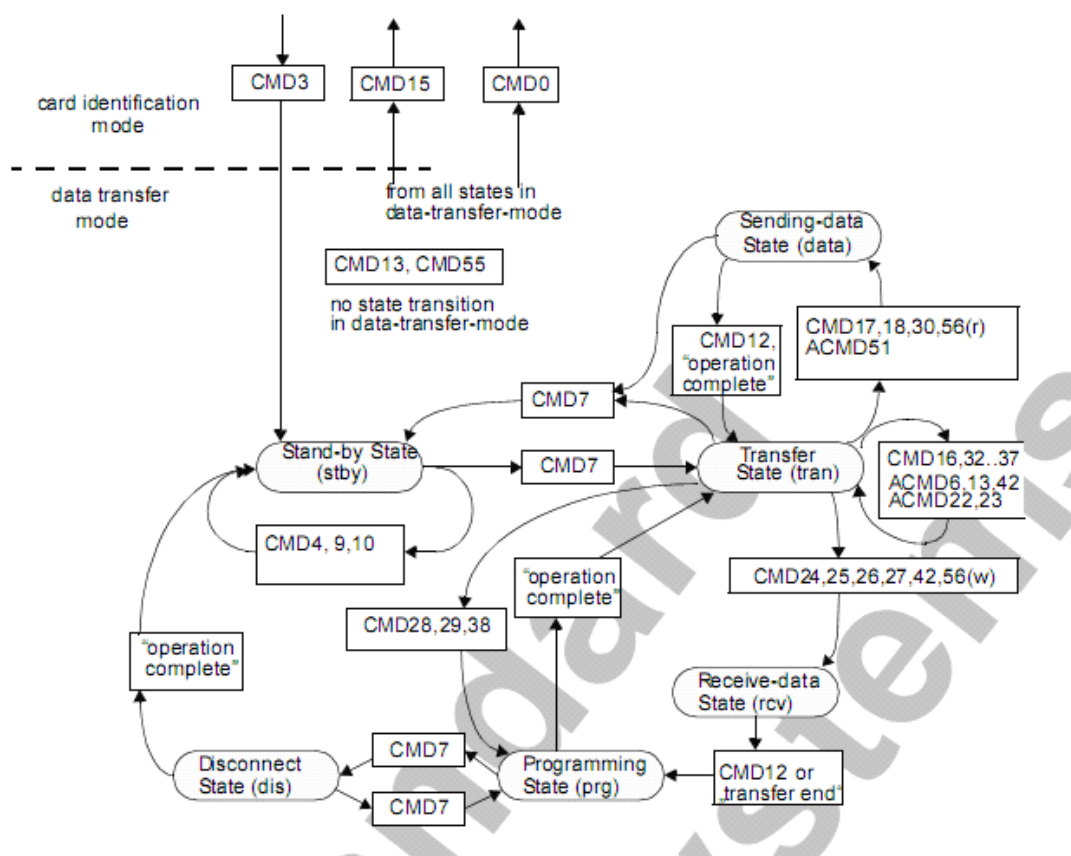 CMD3
CMD15
CMD0
card identification
mode
data transfer
mode
from all states in
data-transfer-mode
Sending-data
State (data)
CMD13, CMD55
no state transition
in data-transfer-mode
CMD12,
"operation
complete"
CMD17,18,30,56(r)
ACMD51
CMD7
Stand-by State
(stby)
CMD7
Transfer
State (tran)
CMD16,32..37
ACMD6,13,42
ACMD22,23
CMD4, 9,10
"operation
complete"
CMD24,25,26,27,42,56(w)
CMD28,29,38
"operation
complete"
Receive-data
State (rcv)
Disconnect
State (dis)
CMD7
CMD7
Programming
State (prg)
CMD12 or
"transfer end"